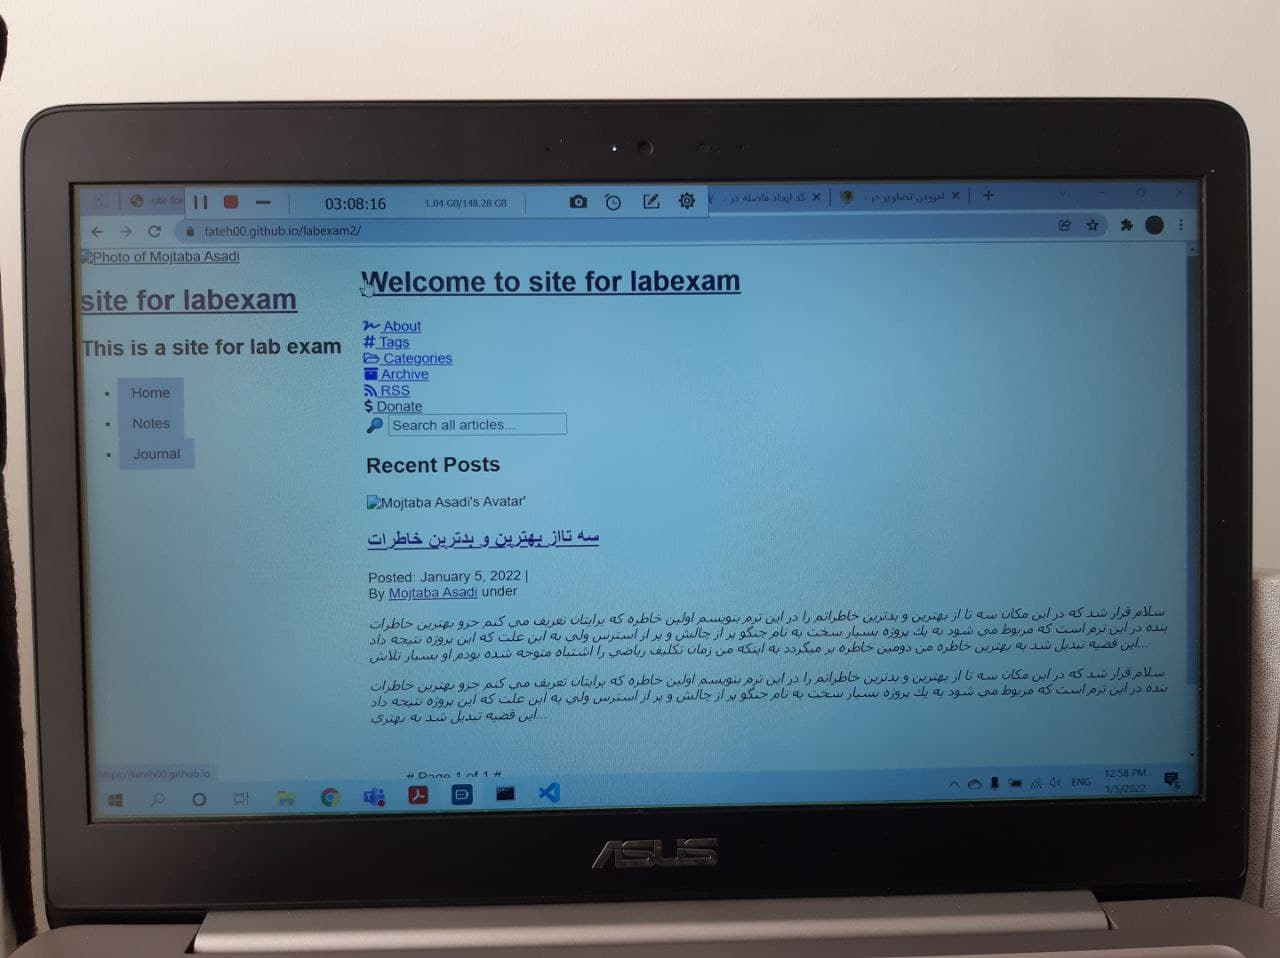 site for
03:08:16
1.04 GB/148.28 GB
کد ایجاد فاصله در
افزودن تصاویر در
fateh00.github.io/labexam2/
Photo of Mojtaba Asadi
site for labexam
This is a site for lab exam
Home
Notes
Journal
Welcome to site for labexam
About
# Tags
Categories
Archive
RSS
$ Donate
Search all articles...
Recent Posts
Mojtaba Asadi's Avatar'
سه تااز بهترین و بدترین خاطرات
Posted: January 5, 2022 |
By Mojtaba Asadi under
سلام قرار شد که در این مکان سه تا از بهترین و بدترین خاطراتم را در این ترم بنویسم اولین خاطره که برایتان تعریف می کنم جزو بهترین خاطرات
بنده در این ترم است که مربوط می شود به یك پروژه بسیار سخت به نام جنگو پر از چالش و پر از استرس ولی به این علت که این پروژه نتیجه داد
این قضیه تبدیل شد به بهترین خاطره من دومین خاطره بر میگردد به اینکه من زمان تکلیف ریاضی را اشتباه متوجه شده بودم او بسیار تلاش...
سلام قرار شد که در این مکان سه تا از بهترین و بدترین خاطراتم را در این ترم بنویسم اولین خاطره که برایتان تعریف می کنم جزو بهترین خاطرات
بنده در این ترم است که مربوط می شود به یك پروژه بسیار سخت به نام جنگو پر از چالش و پر از استرس ولی به این علت که این پروژه نتیجه داد
این قضیه تبدیل شد به بهتری...
# Page 1 of 1 #
https://fateh00.github.io
ENG
12:58 PM
1/5/2022
ASUS